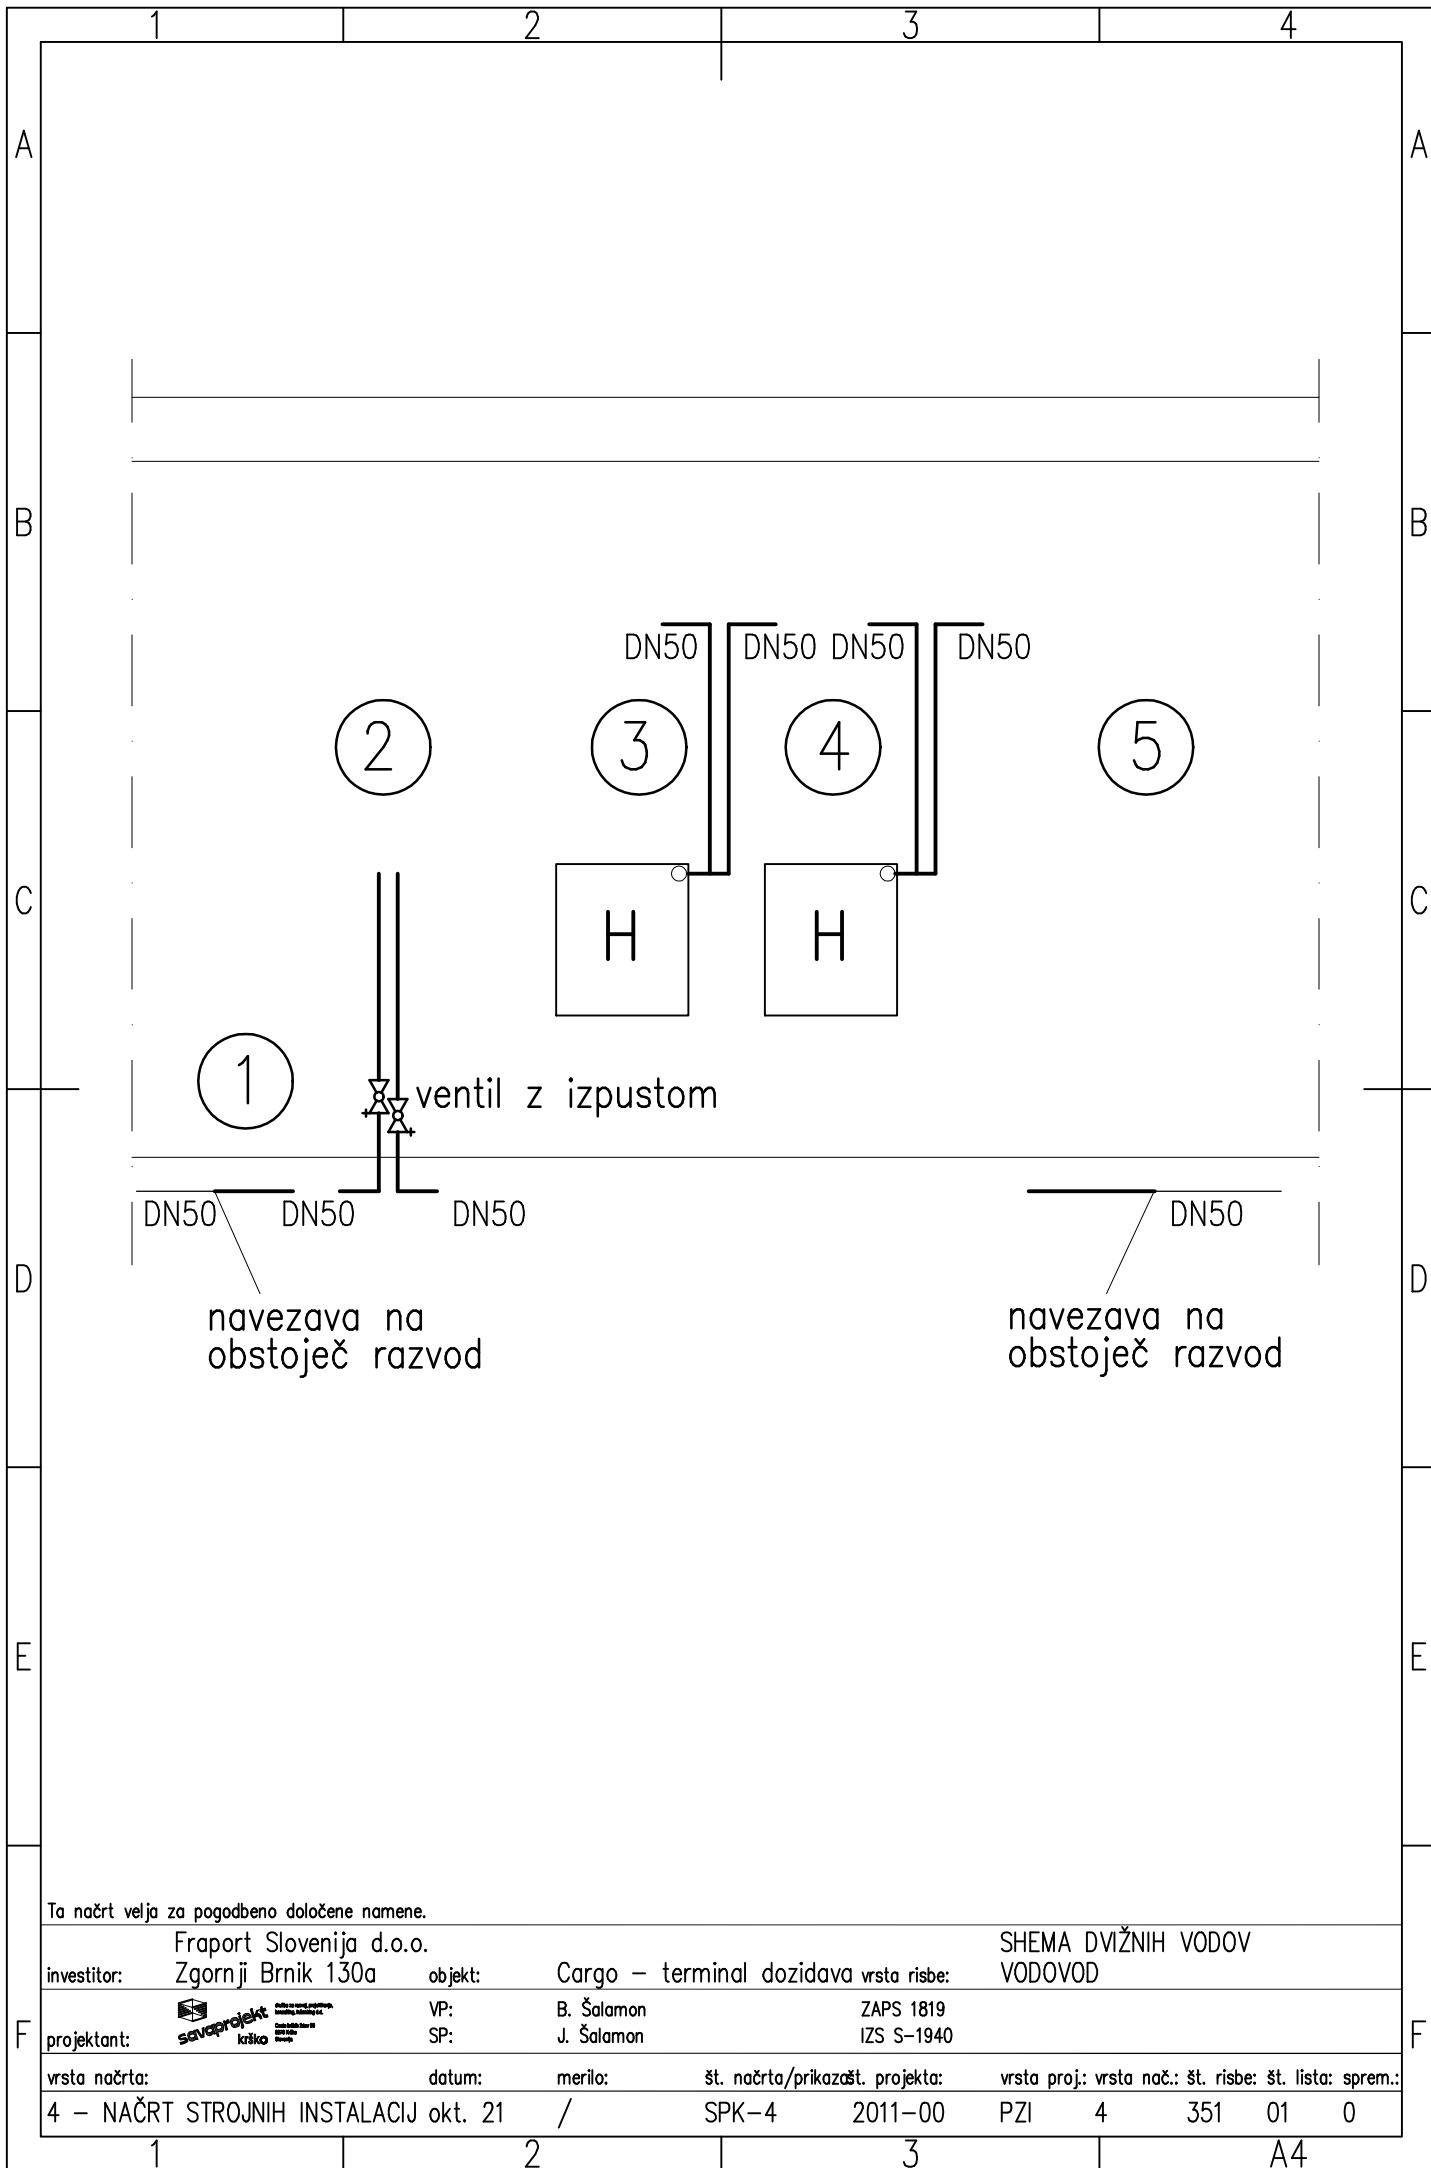 1 2 3 4
A A
B B
DN50 DN50 DN50 DN50
2 3 4 5
C C
H H
1
ventil z izpustom
DN50 DN50 DN50 DN50
D D
navezava na
obstoječ razvod
navezava na
obstoječ razvod
E E
Ta načrt velja za pogodbeno določene namene.
investitor: Fraport Slovenija d.o.o.
Zgornji Brnik 130a
objekt: Cargo – terminal dozidava
vrsta risbe: SHEMA DVIŽNIH VODOV
VODOVOD
F F
projektant: savaprojekt
krško
VP: B. Šalamon ZAPS 1819
SP: J. Šalamon IZS S-1940
vrsta načrta: datum: merilo: št. načrta/prikaza št. projekta: vrsta proj.: vrsta nač.: št. risbe: št. lista: sprem.:
4 – NAČRT STROJNIH INSTALACIJ okt. 21 / SPK-4 2011-00 PZI 4 351 01 0
1 2 3 A4